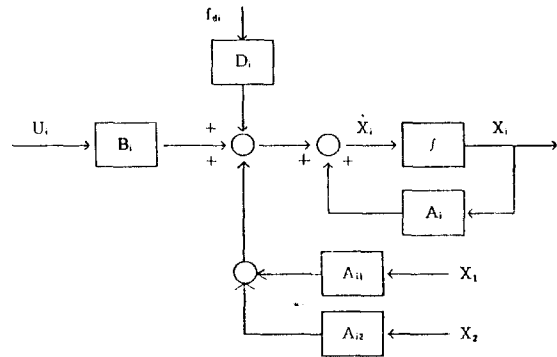 f_di
D_i
U_i
B_i
+
+
+
+
Ẋ_i
∫
X_i
A_i
A_i1
X_1
A_i2
X_2